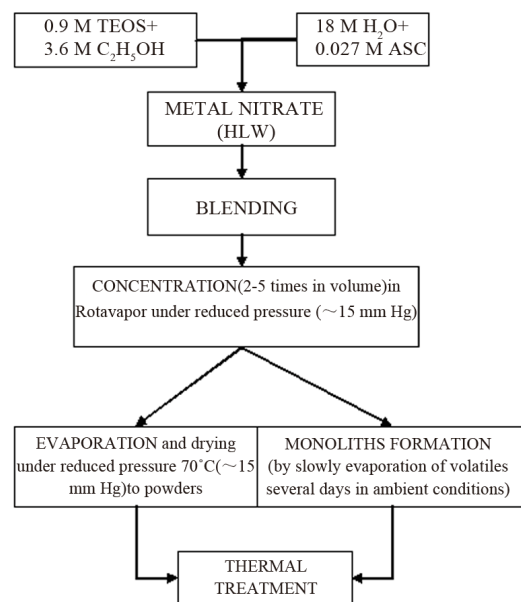 0.9 M TEOS+
3.6 M C₂H₅OH
18 M H₂O+
0.027 M ASC
METAL NITRATE
(HLW)
BLENDING
CONCENTRATION(2-5 times in volume)in
Rotavapor under reduced pressure (~15 mm Hg)
EVAPORATION and drying
under reduced pressure 70°C(~15
mm Hg)to powders
MONOLITHS FORMATION
(by slowly evaporation of volatiles
several days in ambient conditions)
THERMAL
TREATMENT